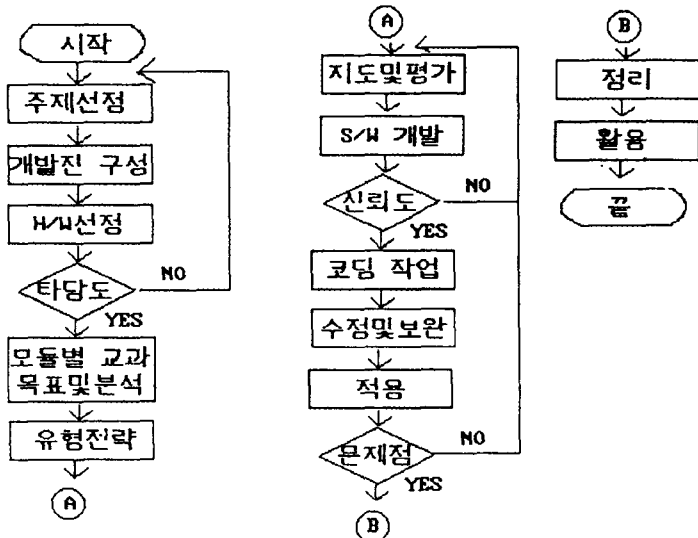 시작
주제선정
개발진 구성
H/W선정
타당도
NO
YES
모듈별 교과
목표및분석
유형전략
A
A
지도및평가
S/W 개발
신뢰도
NO
YES
코딩 작업
수정및보완
적용
문제점
NO
YES
B
B
정리
활용
끝